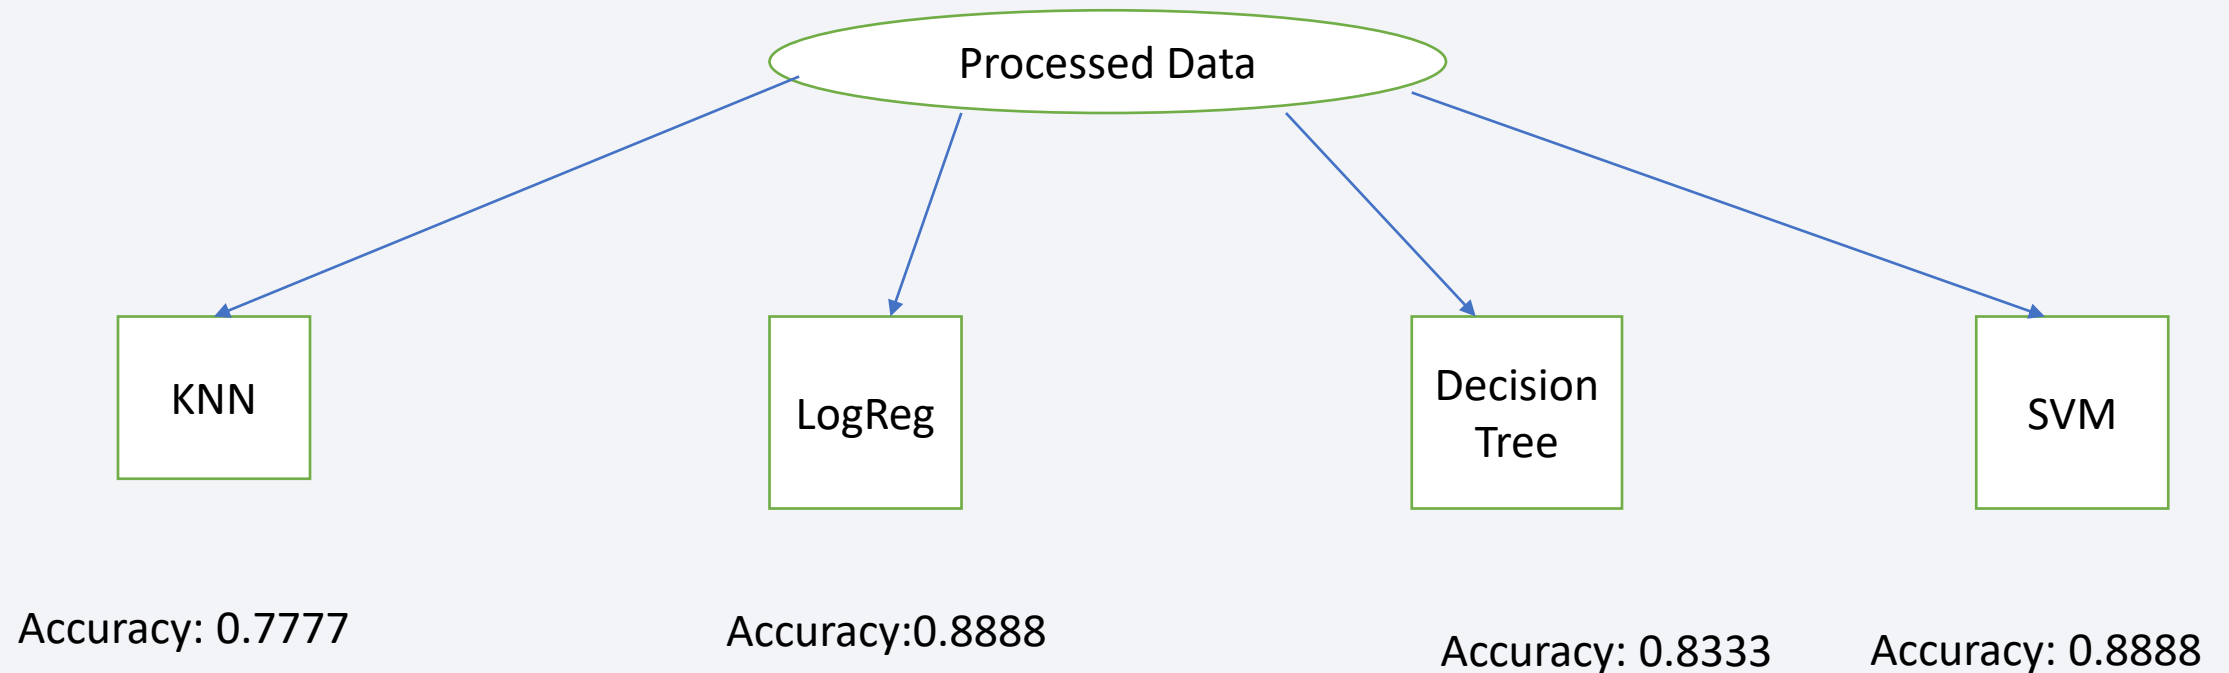 Processed Data
KNN
LogReg
Decision
Tree
SVM
Accuracy: 0.7777
Accuracy:0.8888
Accuracy: 0.8333
Accuracy: 0.8888